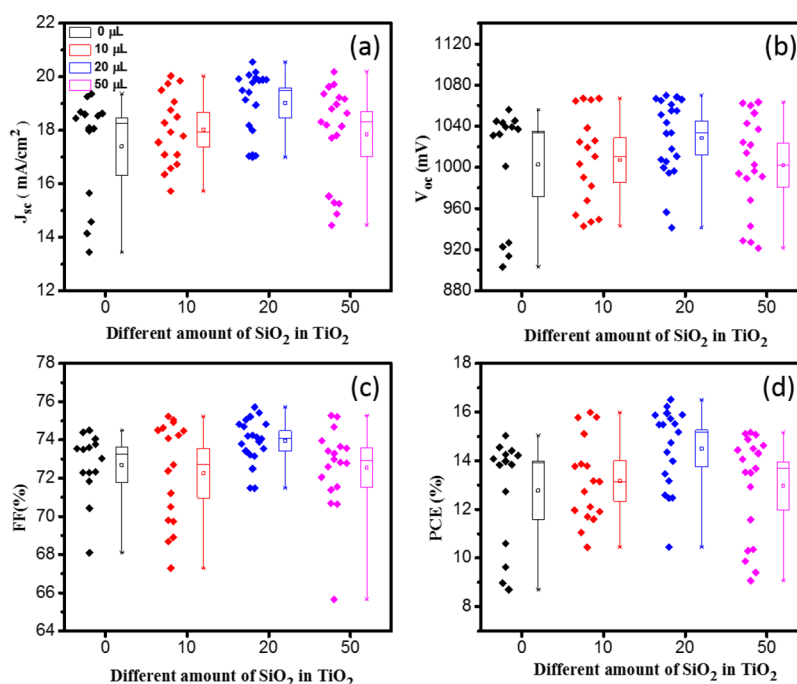 (a)
0 μL
10 μL
20 μL
50 μL
Jsc ( mA/cm²)
22
20
18
16
14
12
0 10 20 50
Different amount of SiO₂ in TiO₂
(b)
Voc (mV)
1140
1120
1080
1040
1000
960
920
880
0 10 20 50
Different amount of SiO₂ in TiO₂
(c)
FF(%)
78
76
74
72
70
68
66
64
0 10 20 50
Different amount of SiO₂ in TiO₂
(d)
PCE (%)
18
16
14
12
10
8
6
0 10 20 50
Different amount of SiO₂ in TiO₂